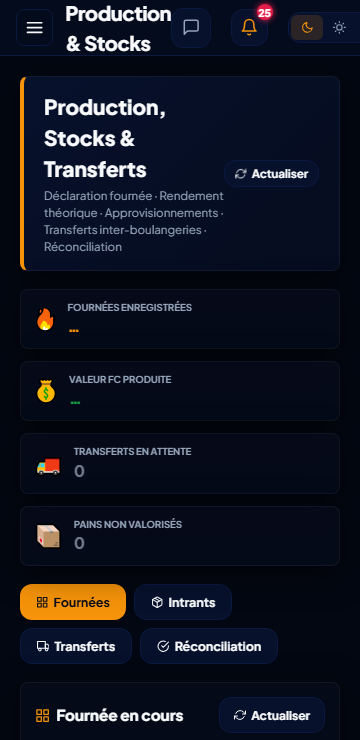 Production
& Stocks
25
Production,
Stocks &
Transferts
Actualiser
Déclaration fournée · Rendement
théorique · Approvisionnements ·
Transferts inter-boulangeries ·
Réconciliation
FOURNÉES ENREGISTRÉES
...
VALEUR FC PRODUITE
...
TRANSFERTS EN ATTENTE
0
PAINS NON VALORISÉS
0
Fournées
Intrants
Transferts
Réconciliation
Fournée en cours
Actualiser